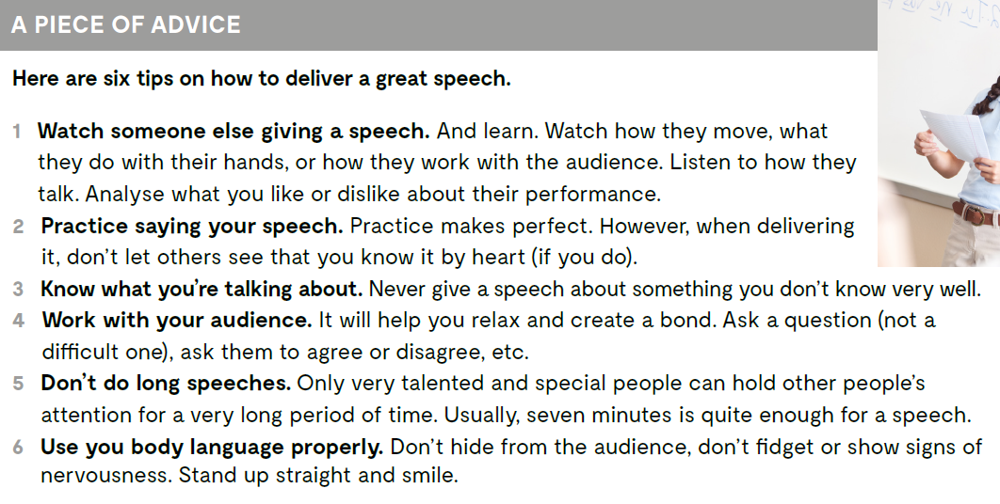 A PIECE OF ADVICE
Here are six tips on how to deliver a great speech.
1 Watch someone else giving a speech. And learn. Watch how they move, what
they do with their hands, or how they work with the audience. Listen to how they
talk. Analyse what you like or dislike about their performance.
2 Practice saying your speech. Practice makes perfect. However, when delivering
it, don't let others see that you know it by heart (if you do).
3 Know what you're talking about. Never give a speech about something you don't know very well.
4 Work with your audience. It will help you relax and create a bond. Ask a question (not a
difficult one), ask them to agree or disagree, etc.
5 Don't do long speeches. Only very talented and special people can hold other people's
attention for a very long period of time. Usually, seven minutes is quite enough for a speech.
6 Use you body language properly. Don't hide from the audience, don't fidget or show signs of
nervousness. Stand up straight and smile.